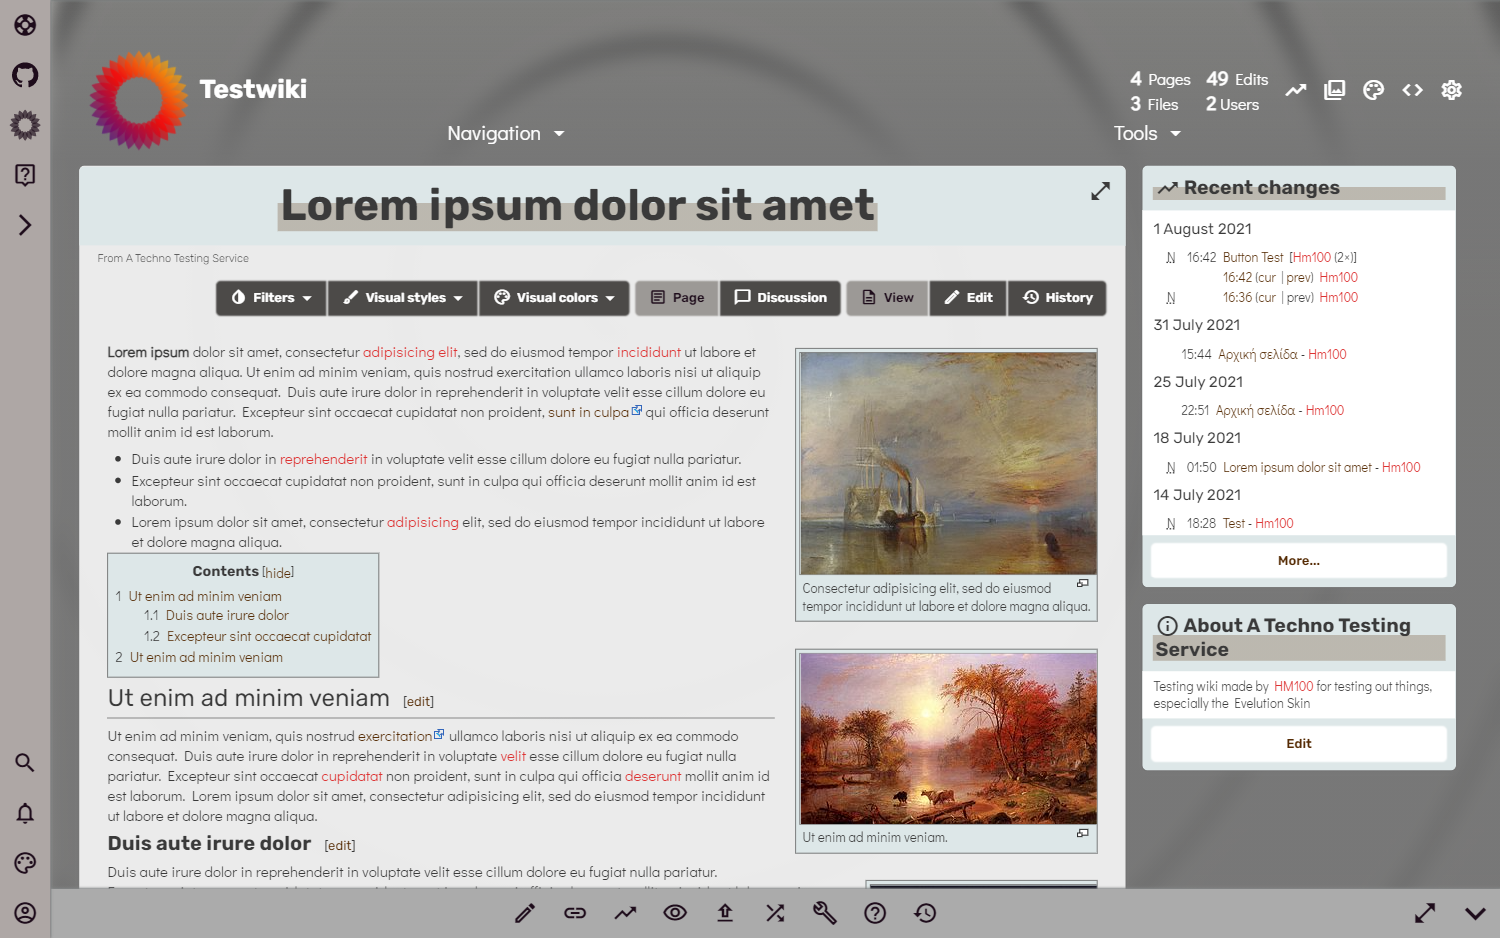 Testwiki
4 Pages 49 Edits
3 Files 2 Users
Navigation
Tools
Lorem ipsum dolor sit amet
From A Techno Testing Service
Filters Visual styles Visual colors Page Discussion View Edit History
Lorem ipsum dolor sit amet, consectetur adipisicing elit, sed do eiusmod tempor incididunt ut labore et
dolore magna aliqua. Ut enim ad minim veniam, quis nostrud exercitation ullamco laboris nisi ut aliquip
ex ea commodo consequat. Duis aute irure dolor in reprehenderit in voluptate velit esse cillum dolore eu
fugiat nulla pariatur. Excepteur sint occaecat cupidatat non proident, sunt in culpa qui officia deserunt
mollit anim id est laborum.
Duis aute irure dolor in reprehenderit in voluptate velit esse cillum dolore eu fugiat nulla pariatur.
Excepteur sint occaecat cupidatat non proident, sunt in culpa qui officia deserunt mollit anim id est
laborum.
Lorem ipsum dolor sit amet, consectetur adipisicing elit, sed do eiusmod tempor incididunt ut labore
et dolore magna aliqua.
Contents [hide]
1 Ut enim ad minim veniam
1.1 Duis aute irure dolor
1.2 Excepteur sint occaecat cupidatat
2 Ut enim ad minim veniam
Ut enim ad minim veniam [edit]
Ut enim ad minim veniam, quis nostrud exercitation ullamco laboris nisi ut aliquip ex ea commodo
consequat. Duis aute irure dolor in reprehenderit in voluptate velit esse cillum dolore eu fugiat nulla
pariatur. Excepteur sint occaecat cupidatat non proident, sunt in culpa qui officia deserunt mollit anim id
est laborum. Lorem ipsum dolor sit amet, consectetur adipisicing elit, sed do eiusmod tempor incididunt
ut labore et dolore magna aliqua.
Duis aute irure dolor [edit]
Duis aute irure dolor in reprehenderit in voluptate velit esse cillum dolore eu fugiat nulla pariatur.
Consectetur adipisicing elit, sed do eiusmod
tempor incididunt ut labore et dolore magna aliqua.
Ut enim ad minim veniam.
Recent changes
1 August 2021
N 16:42 Button Test [Hm100 (2×)]
16:42 (cur | prev) Hm100
N 16:36 (cur | prev) Hm100
31 July 2021
15:44 Αρχική σελίδα - Hm100
25 July 2021
22:51 Αρχική σελίδα - Hm100
18 July 2021
N 01:50 Lorem ipsum dolor sit amet - Hm100
14 July 2021
N 18:28 Test - Hm100
More...
About A Techno Testing
Service
Testing wiki made by HM100 for testing out things,
especially the Evelution Skin
Edit